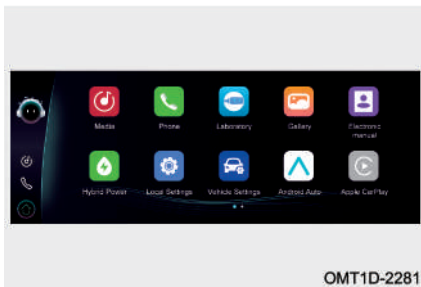 Media Phone Laboratory Gallery Electronic
manual
Hybrid Power Local Settings Vehicle Settings Android Auto Apple CarPlay
OMT1D-2281